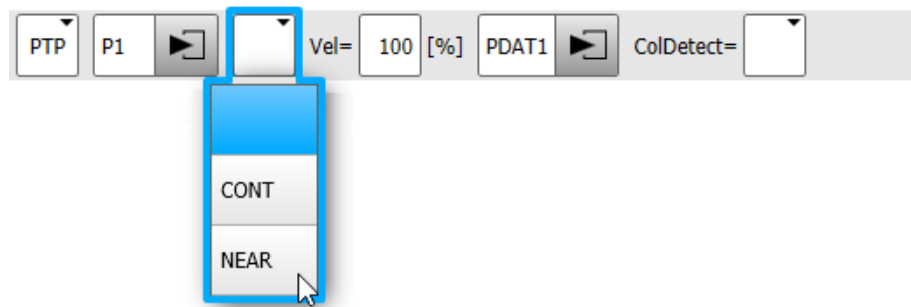 PTP P1 Vel= 100 [%] PDAT1 ColDetect=
CONT
NEAR